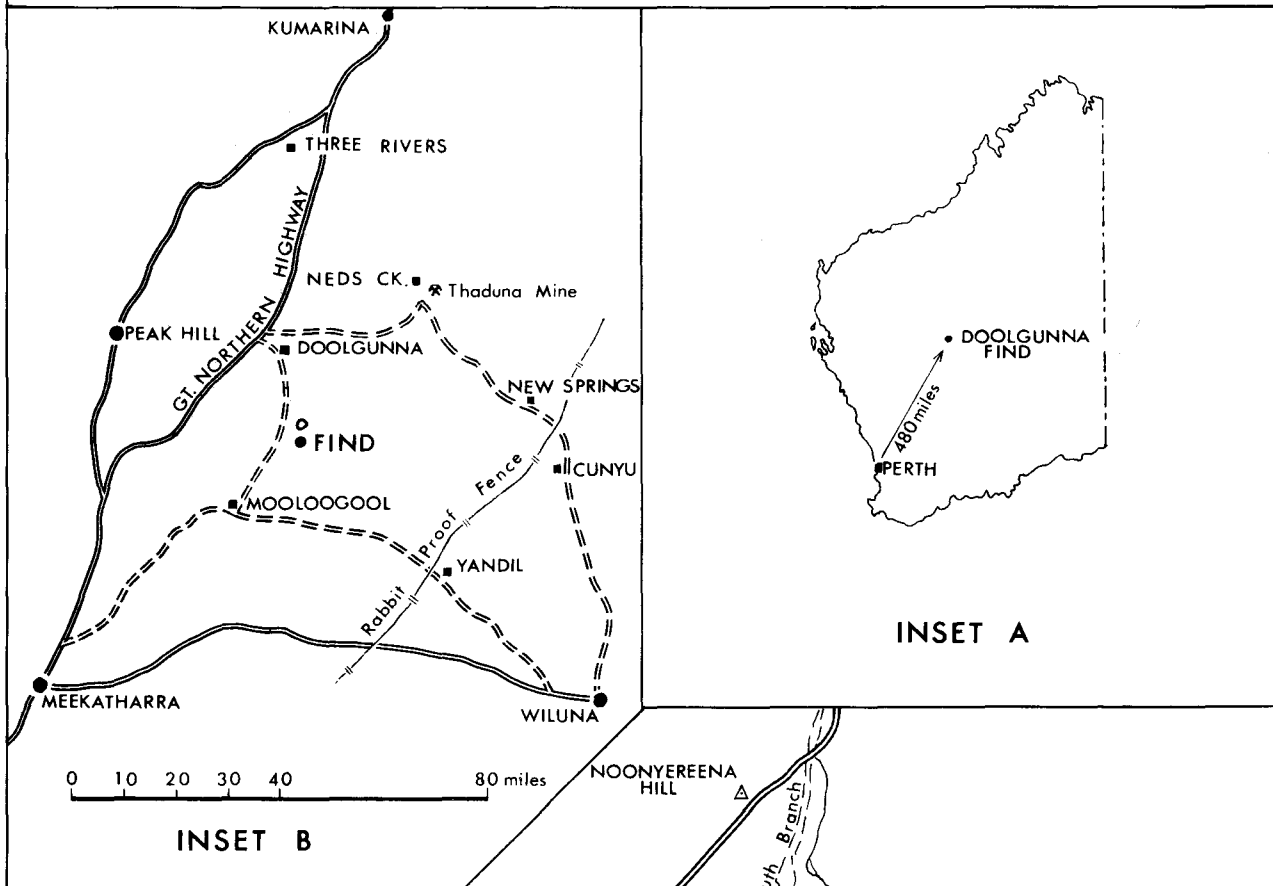 KUMARINA
THREE RIVERS
GT. NORTHERN HIGHWAY
NEDS CK.
Thaduna Mine
PEAK HILL
DOOLGUNNA
NEW SPRINGS
FIND
CUNYU
MOOLOOGOOL
Rabbit Proof Fence
YANDIL
MEEKATHARRA
WILUNA
0 10 20 30 40 80 miles
INSET B
DOOLGUNNA
FIND
480 miles
PERTH
INSET A
NOONYEREENA
HILL
uth Branch